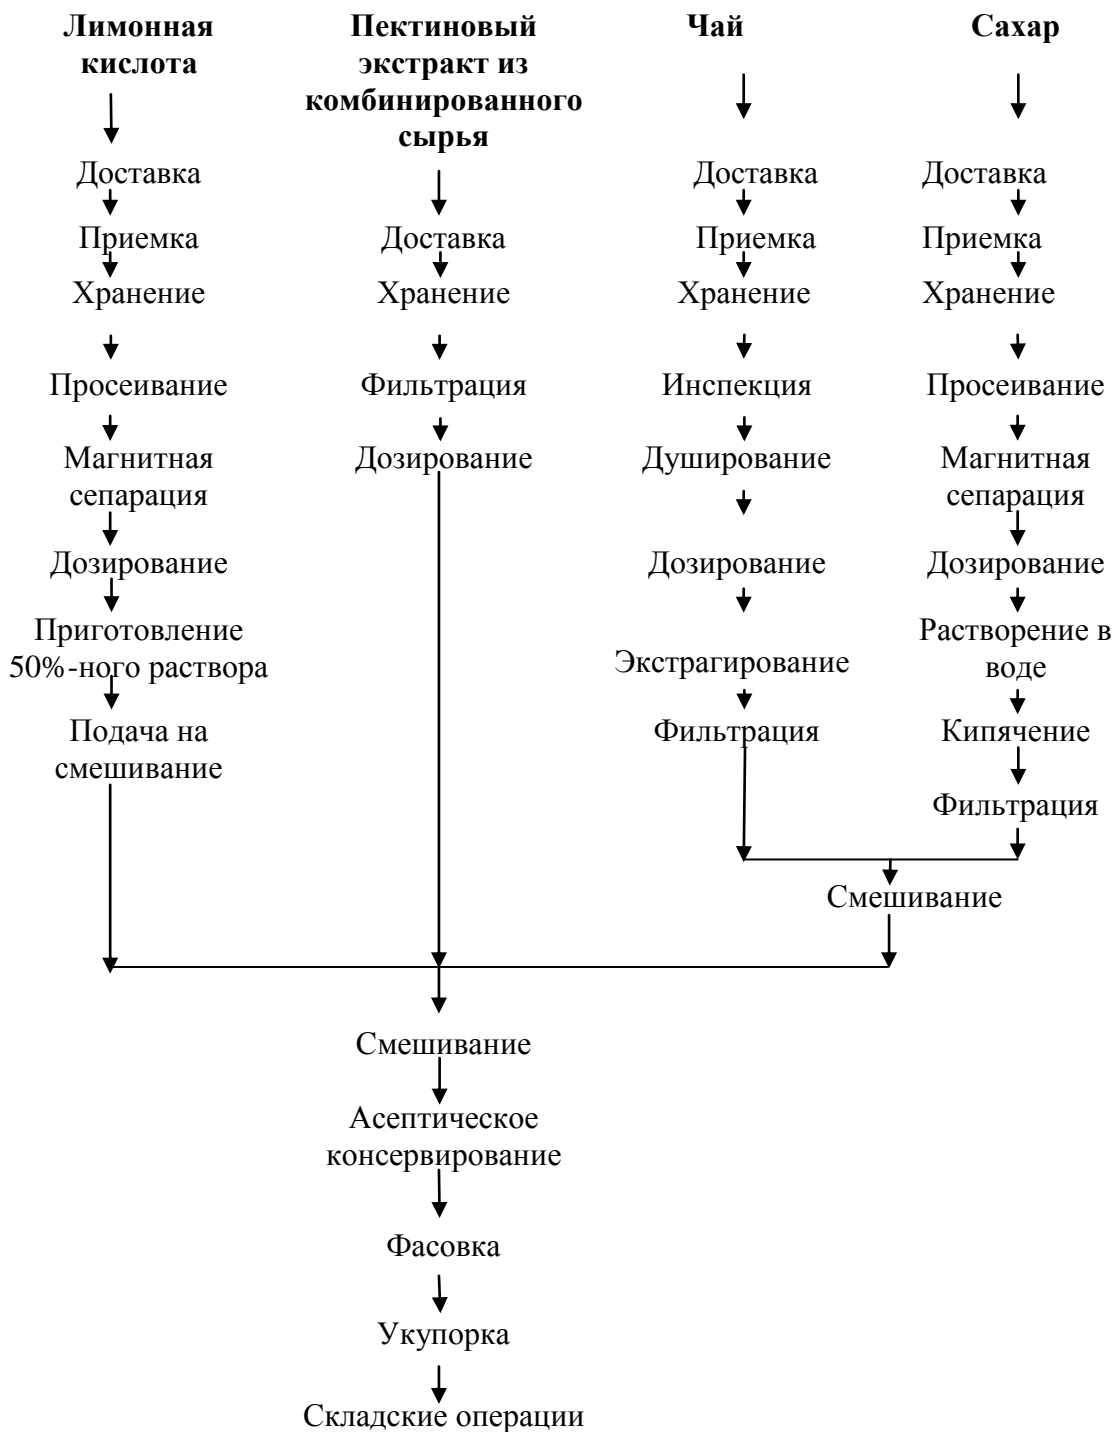 Лимонная
кислота
Доставка
Приемка
Хранение
Просеивание
Магнитная
сепарация
Дозирование
Приготовление
50%-ного раствора
Подача на
смешивание
Пектиновый
экстракт из
комбинированного
сырья
Доставка
Хранение
Фильтрация
Дозирование
Чай
Доставка
Приемка
Хранение
Инспекция
Душирование
Дозирование
Экстрагирование
Фильтрация
Сахар
Доставка
Приемка
Хранение
Просеивание
Магнитная
сепарация
Дозирование
Растворение в
воде
Кипячение
Фильтрация
Смешивание
Смешивание
Асептическое
консервирование
Фасовка
Укупорка
Складские операции